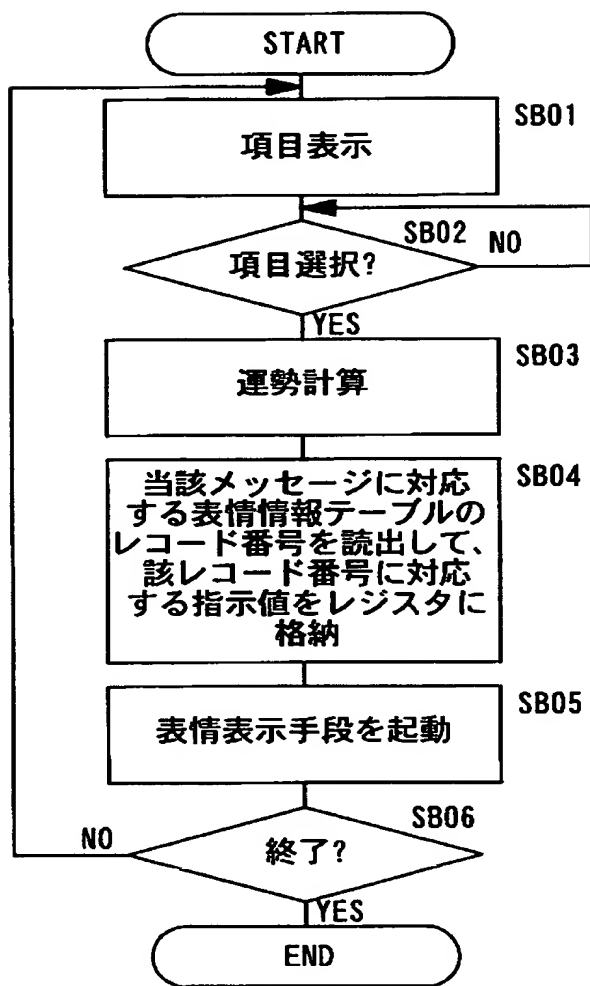 START
SB01
項目表示
SB02
項目選択?
NO
YES
SB03
運勢計算
SB04
当該メッセージに対応
する表情情報テーブルの
レコード番号を読出して、
該レコード番号に対応
する指示値をレジスタに
格納
SB05
表情表示手段を起動
SB06
NO
終了?
YES
END